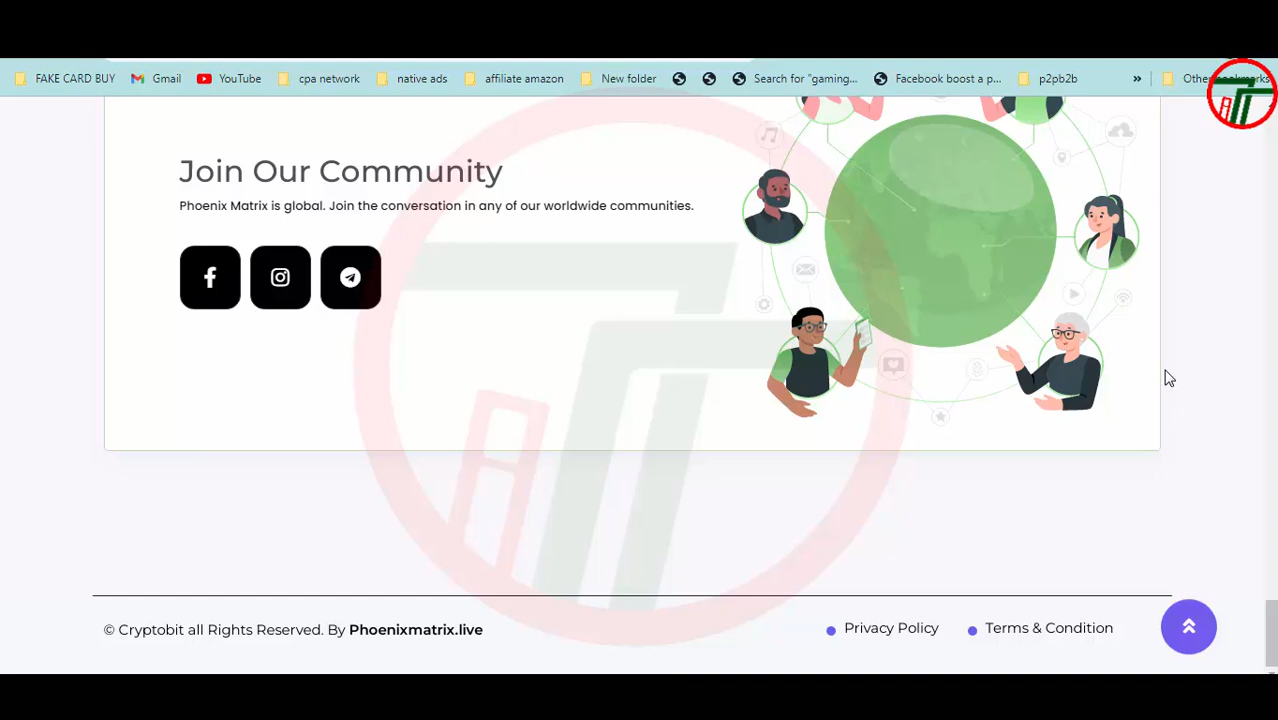 FAKE CARD BUY Gmail YouTube cpa network native ads affiliate amazon New folder Search for "gaming... Facebook boost a p... p2pb2b » Other bookmarks
Join Our Community
Phoenix Matrix is global. Join the conversation in any of our worldwide communities.
© Cryptobit all Rights Reserved. By Phoenixmatrix.live
Privacy Policy Terms & Condition